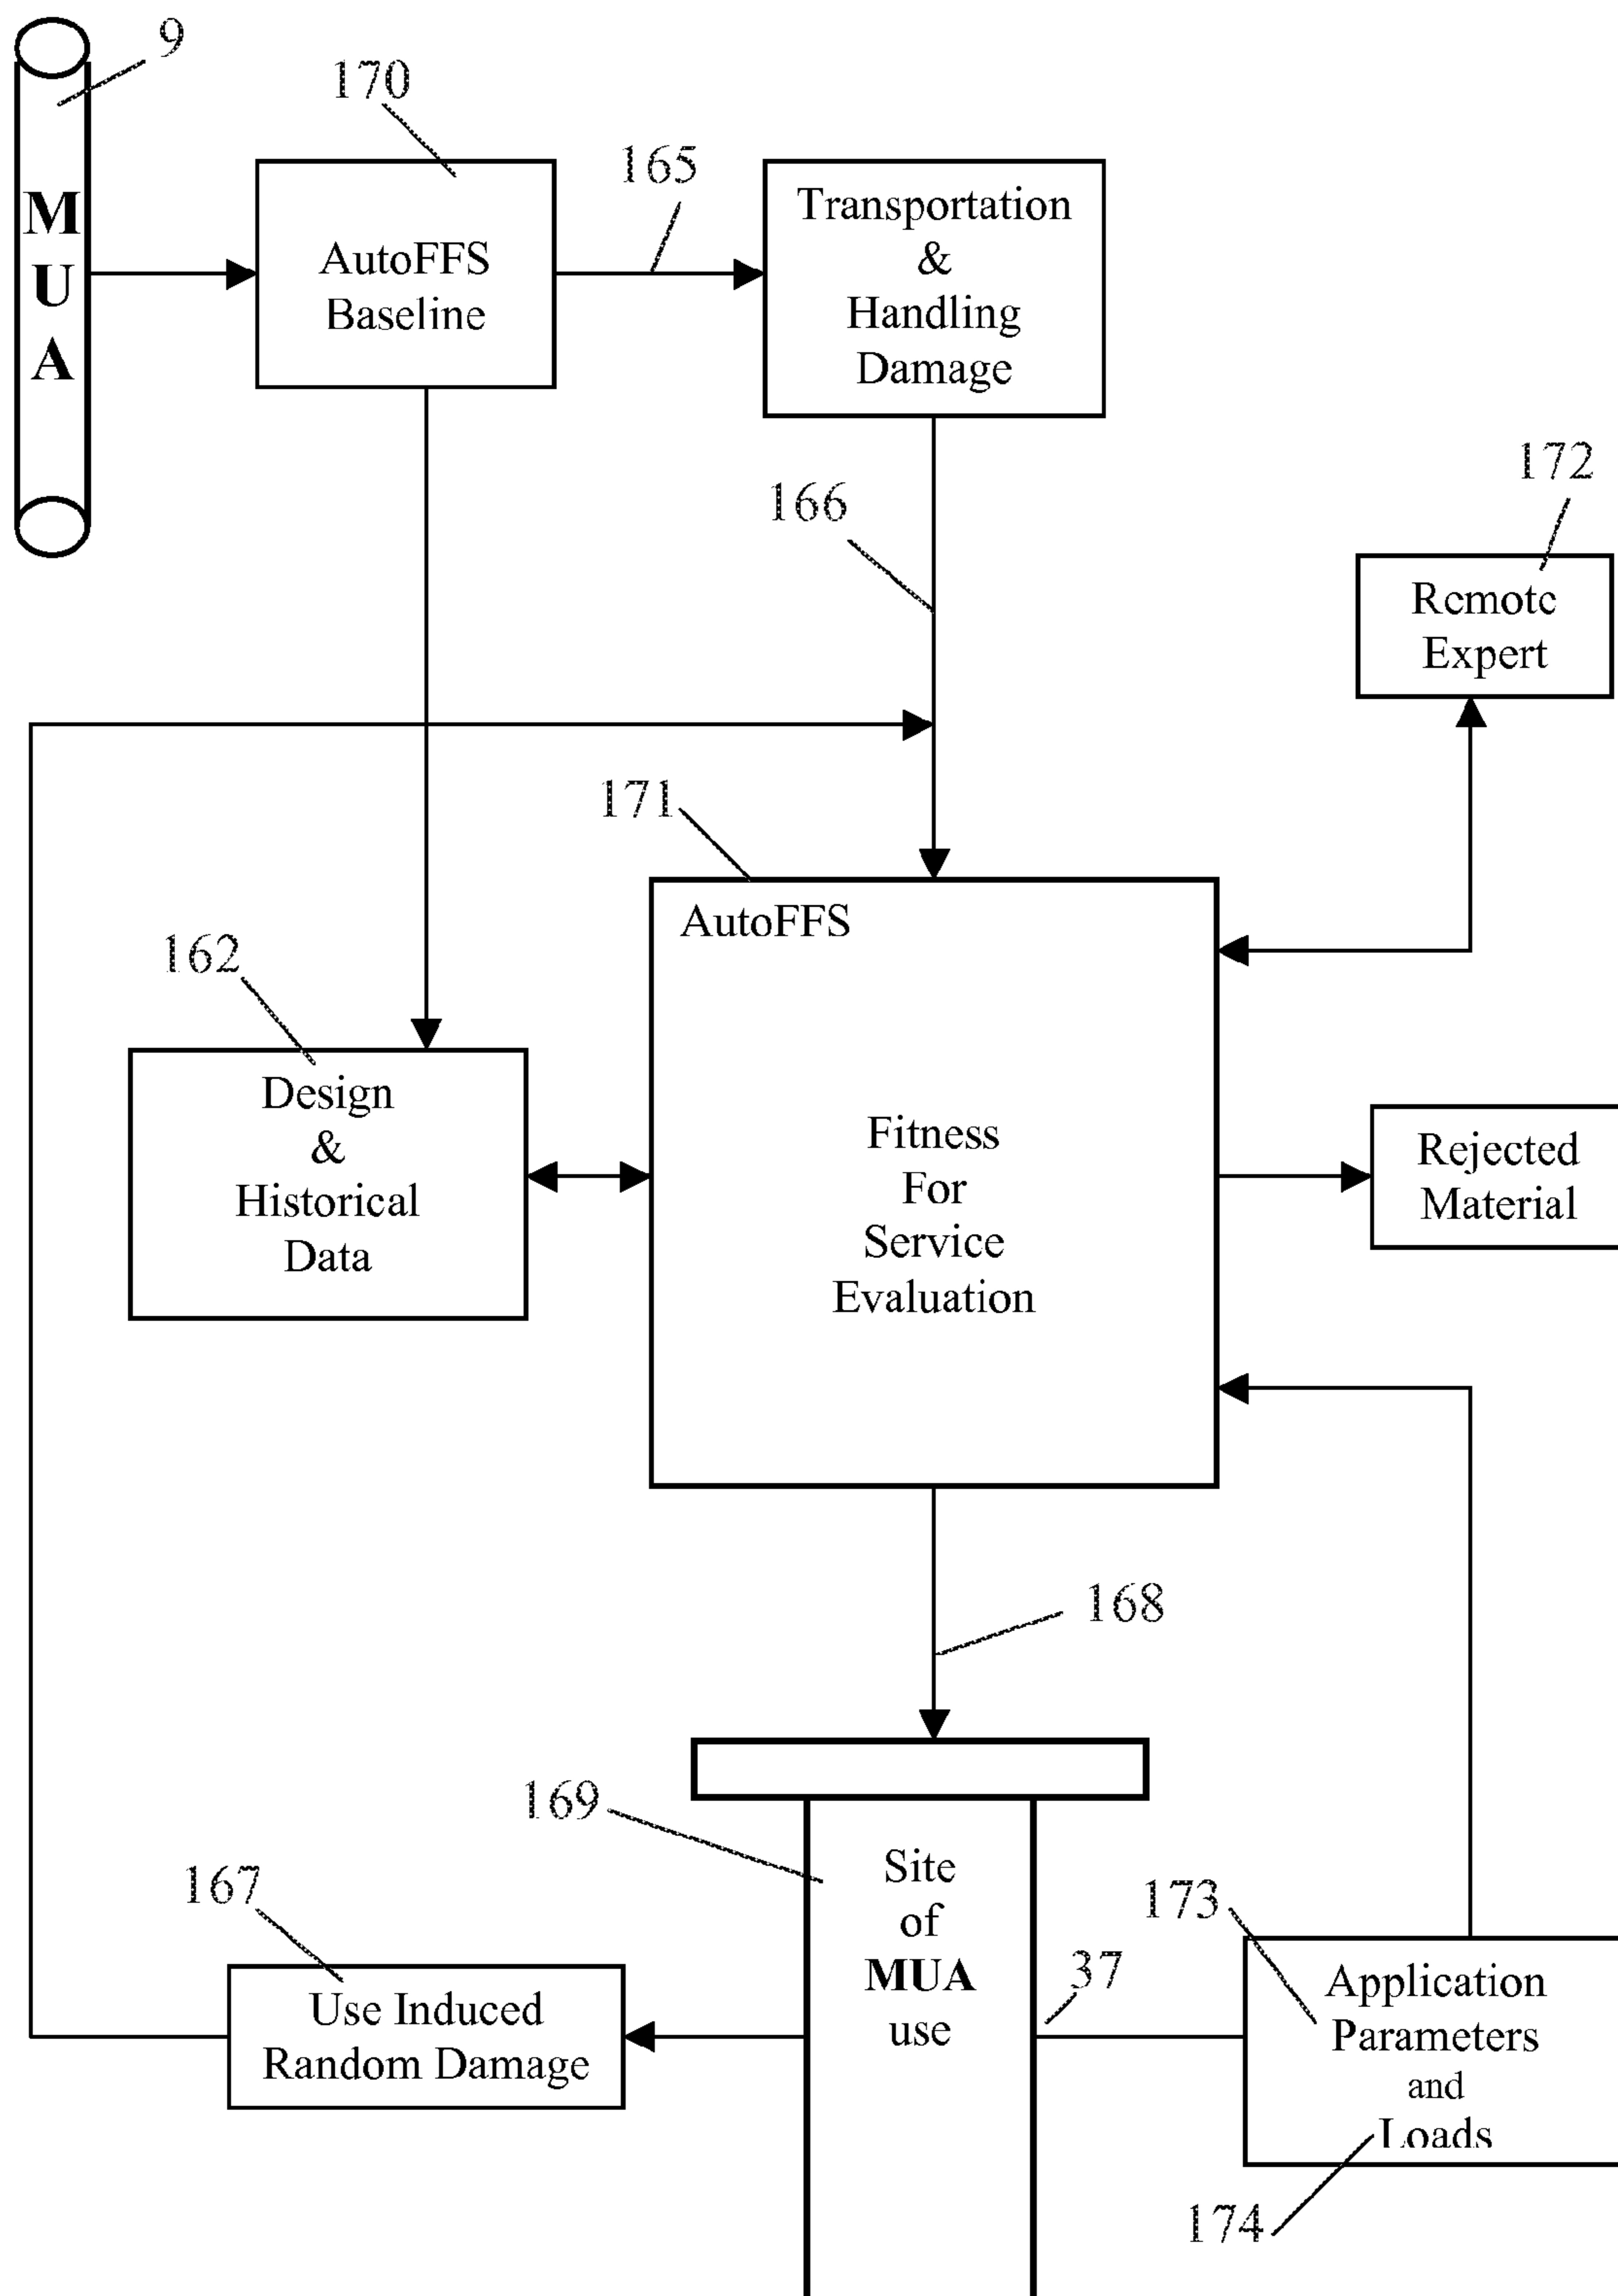 9
170
165
M
U
A
AutoFFS
Baseline
Transportation
&
Handling
Damage
166
172
Remote
Expert
171
AutoFFS
162
Design
&
Historical
Data
Fitness
For
Service
Evaluation
Rejected
Material
168
169
Site
of
MUA
use
167
Use Induced
Random Damage
37
173
Application
Parameters
and
Loads
174